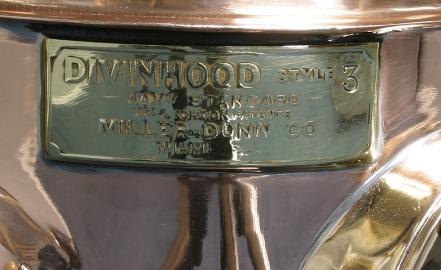 DIVINHOOD STYLE 3
NAVY STANDARD
MILLER-DUNN CO
MIAMI